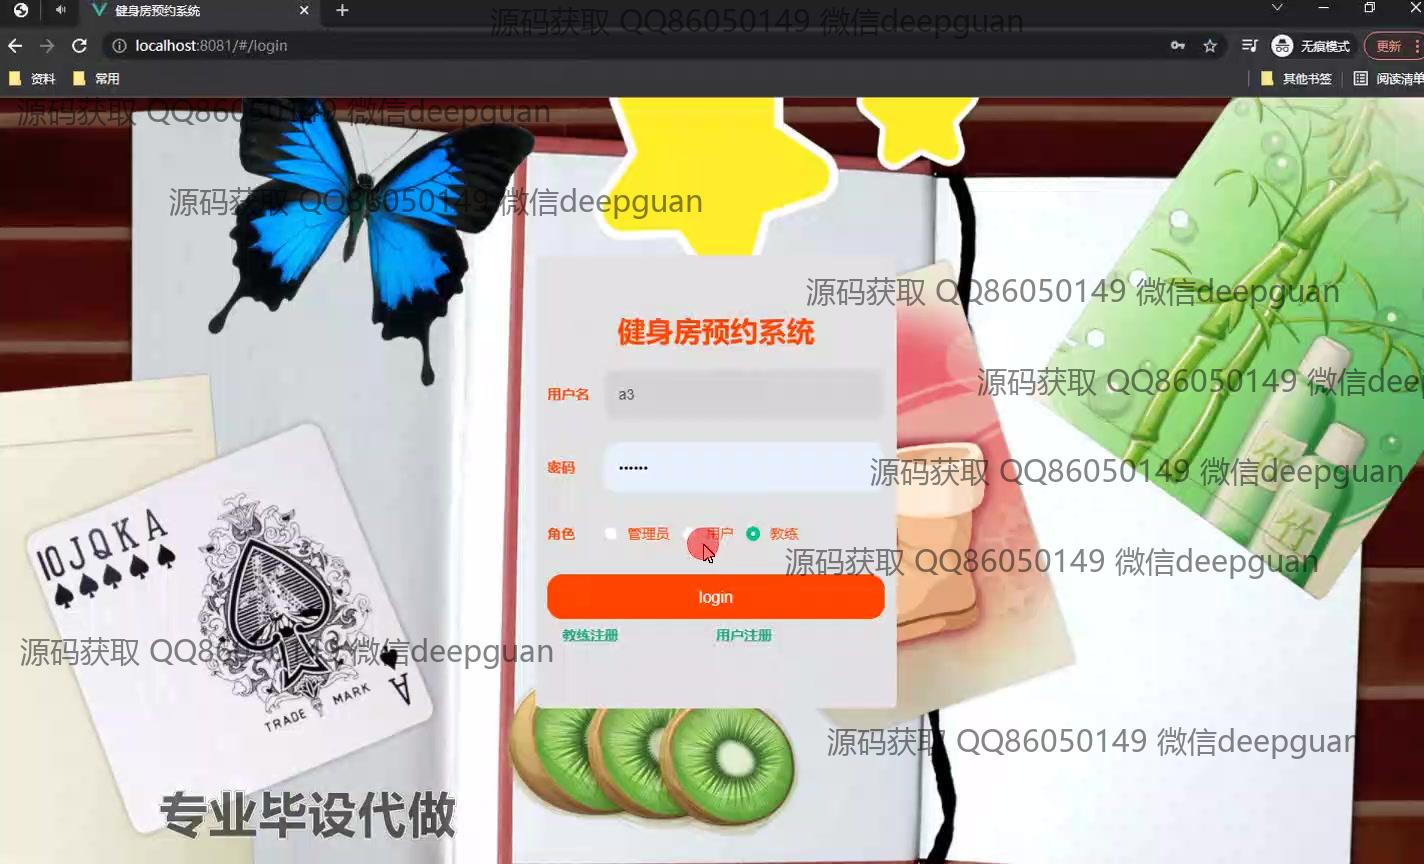 健身房预约系统
源码获取 QQ86050149 微信deepguan
localhost:8081/#/login
无痕模式
更新
资料
常用
其他书签
阅读清单
源码获取 QQ86050149 微信deepguan
源码获取 QQ86050149 微信deepguan
源码获取 QQ86050149 微信deepguan
健身房预约系统
源码获取 QQ86050149 微信dee
用户名
a3
密码
••••••
源码获取 QQ86050149 微信deepguan
角色
管理员
用户
教练
源码获取 QQ86050149 微信deepguan
10 J Q K A
login
教练注册
用户注册
源码获取 QQ86050149 微信deepguan
A
TRADE MARK
源码获取 QQ86050149 微信deepguan
竹
竹
专业毕设代做